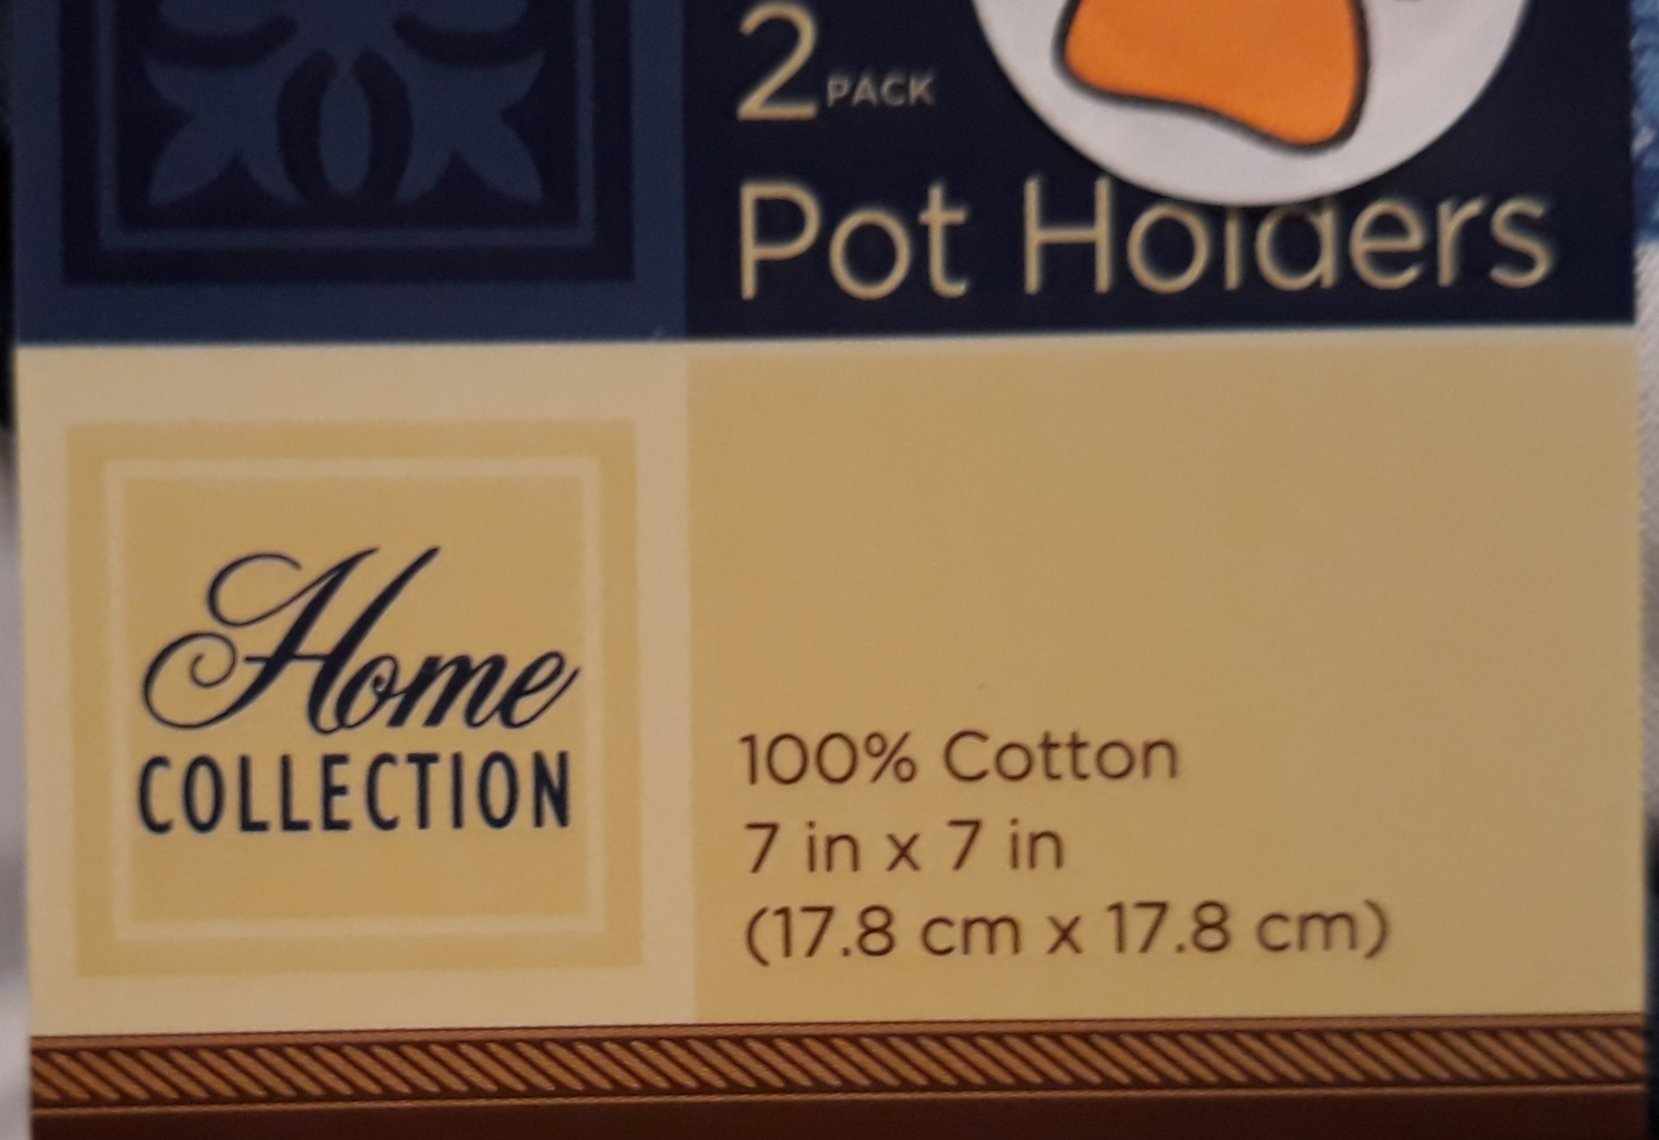 2 PACK
Pot Holders
Home
COLLECTION
100% Cotton
7 in x 7 in
(17.8 cm x 17.8 cm)